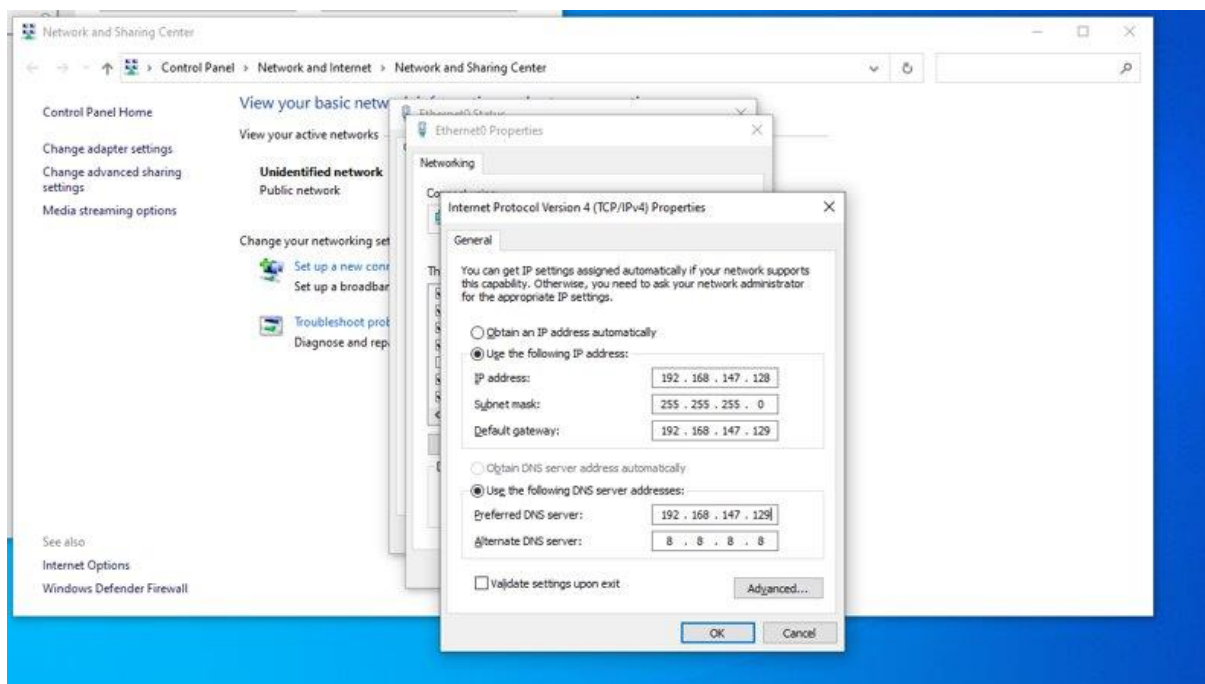 Network and Sharing Center
Control Panel > Network and Internet > Network and Sharing Center
Control Panel Home
Change adapter settings
Change advanced sharing
settings
Media streaming options
See also
Internet Options
Windows Defender Firewall
View your basic netw
View your active networks
Unidentified network
Public network
Change your networking set
Set up a new conn
Set up a broadban
Troubleshoot prob
Diagnose and repa
Ethernet0 Status
Ethernet0 Properties
Networking
Internet Protocol Version 4 (TCP/IPv4) Properties
General
You can get IP settings assigned automatically if your network supports
this capability. Otherwise, you need to ask your network administrator
for the appropriate IP settings.
Obtain an IP address automatically
Use the following IP address:
IP address: 192 . 168 . 147 . 128
Subnet mask: 255 . 255 . 255 . 0
Default gateway: 192 . 168 . 147 . 129
Obtain DNS server address automatically
Use the following DNS server addresses:
Preferred DNS server: 192 . 168 . 147 . 129
Alternate DNS server: 8 . 8 . 8 . 8
Validate settings upon exit
Advanced...
OK Cancel